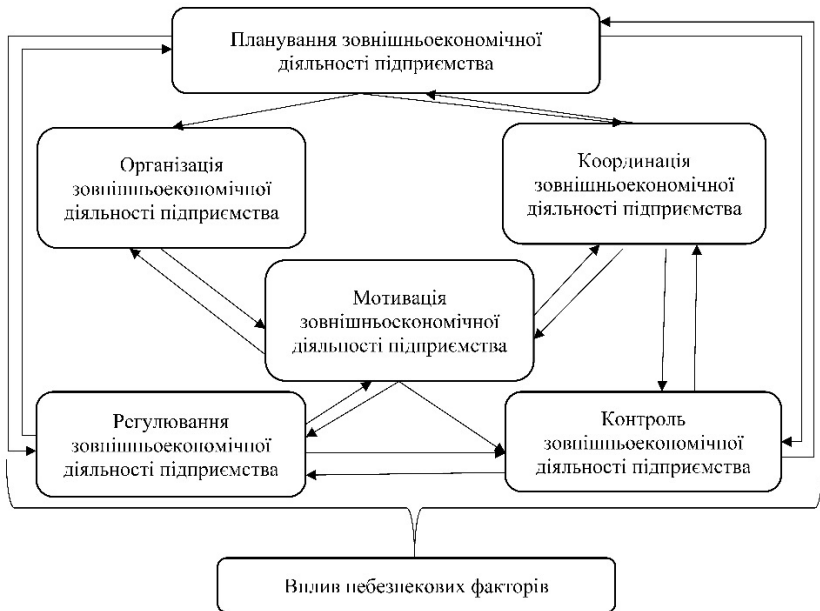 Планування зовнішньоекономічної
діяльності підприємства
Організація
зовнішньоекономічної
діяльності підприємства
Координація
зовнішньоекономічної
діяльності підприємства
Мотивація
зовнішньоекономічної
діяльності підприємства
Регулювання
зовнішньоекономічної
діяльності підприємства
Контроль
зовнішньоекономічної
діяльності підприємства
Вплив небезпекових факторів